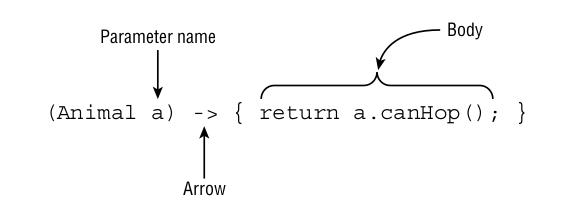 Body
Parameter name
(Animal a) -> { return a.canHop(); }
Arrow